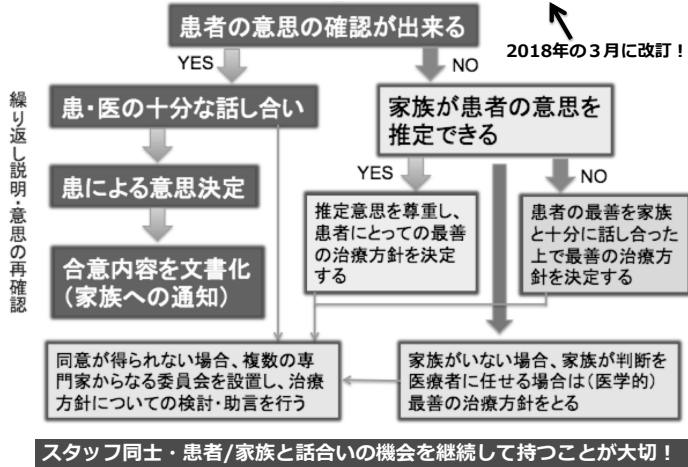 患者の意思の確認が出来る
2018年の３月に改訂！
YES
NO
繰り返し説明・意思の再確認
患・医の十分な話し合い
家族が患者の意思を
推定できる
患による意思決定
YES
NO
推定意思を尊重し、
患者にとっての最善
の治療方針を決定
する
患者の最善を家族
と十分に話し合った
上で最善の治療方
針を決定する
合意内容を文書化
（家族への通知）
同意が得られない場合、複数の専
門家からなる委員会を設置し、治療
方針についての検討・助言を行う
家族がいない場合、家族が判断を
医療者に任せる場合は（医学的）
最善の治療方針をとる
スタッフ同士・患者/家族と話合いの機会を継続して持つことが大切！